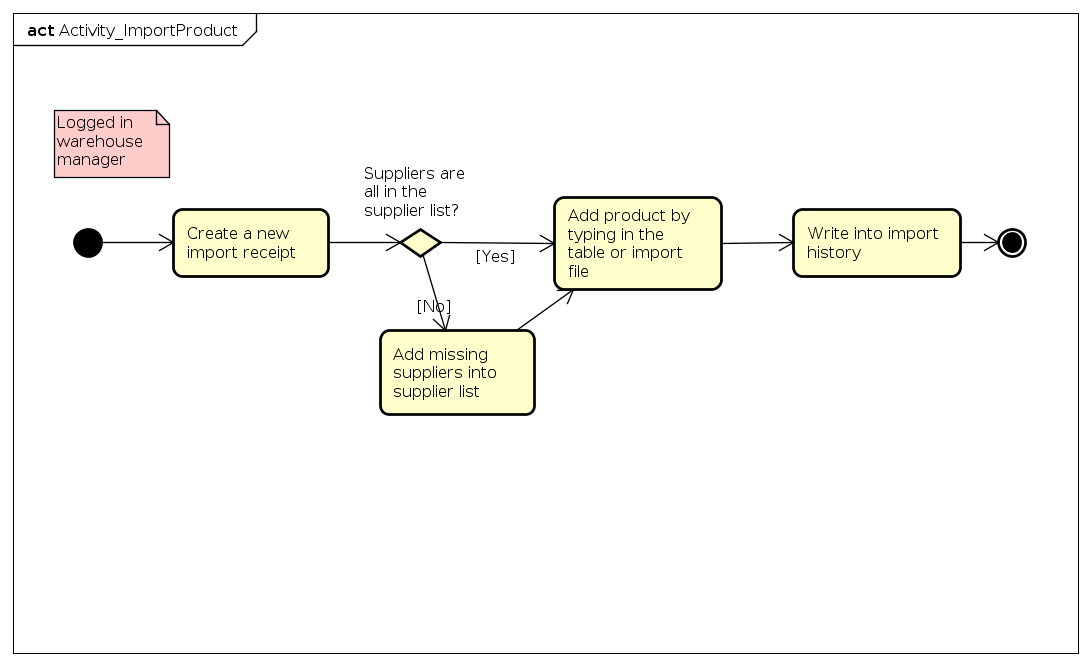 act Activity_ImportProduct
Logged in
warehouse
manager
Suppliers are
all in the
supplier list?
Create a new
import receipt
[Yes]
Add product by
typing in the
table or import
file
Write into import
history
[No]
Add missing
suppliers into
supplier list